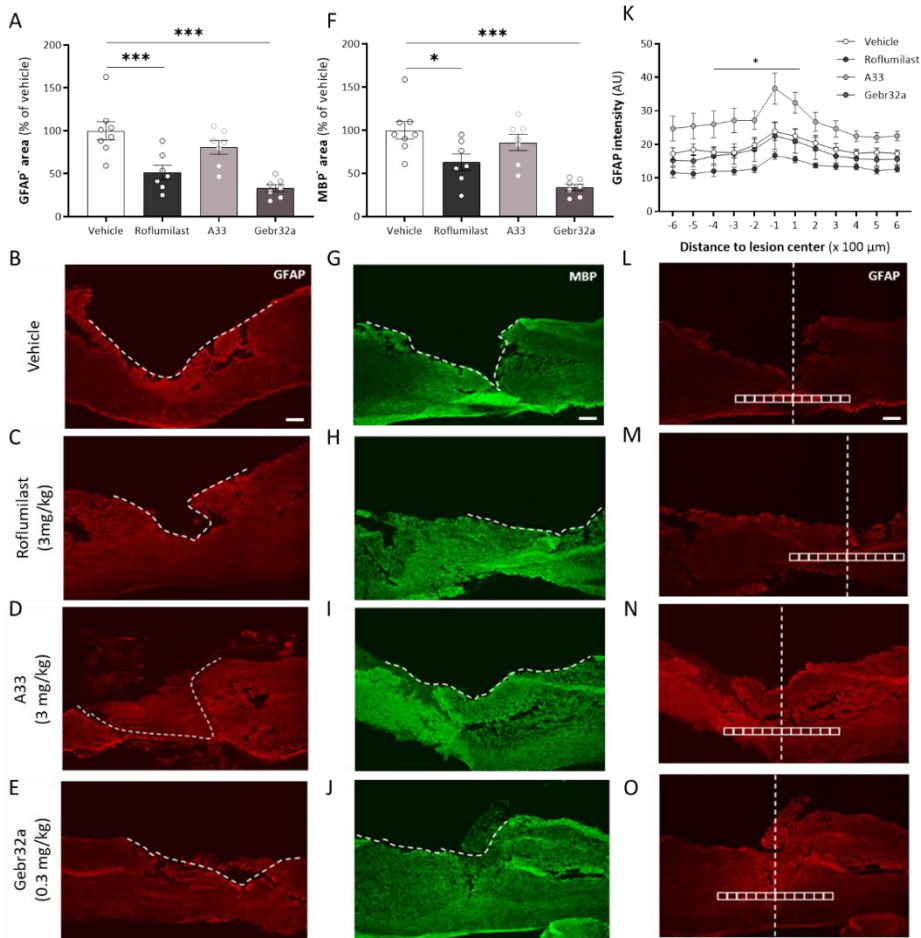 A
***
***
GFAP⁻ area (% of vehicle)
200
150
100
50
0
Vehicle
Roflumilast
A33
Gebr32a
F
***
*
MBP⁻ area (% of vehicle)
200
150
100
50
0
Vehicle
Roflumilast
A33
Gebr32a
K
*
Vehicle
Roflumilast
A33
Gebr32a
GFAP intensity (AU)
50
40
30
20
10
0
-6 -5 -4 -3 -2 -1 1 2 3 4 5 6
Distance to lesion center (x 100 µm)
B
GFAP
G
MBP
L
GFAP
Vehicle
C
H
M
Roflumilast
(3mg/kg)
D
I
N
A33
(3 mg/kg)
E
J
O
Gebr32a
(0.3 mg/kg)